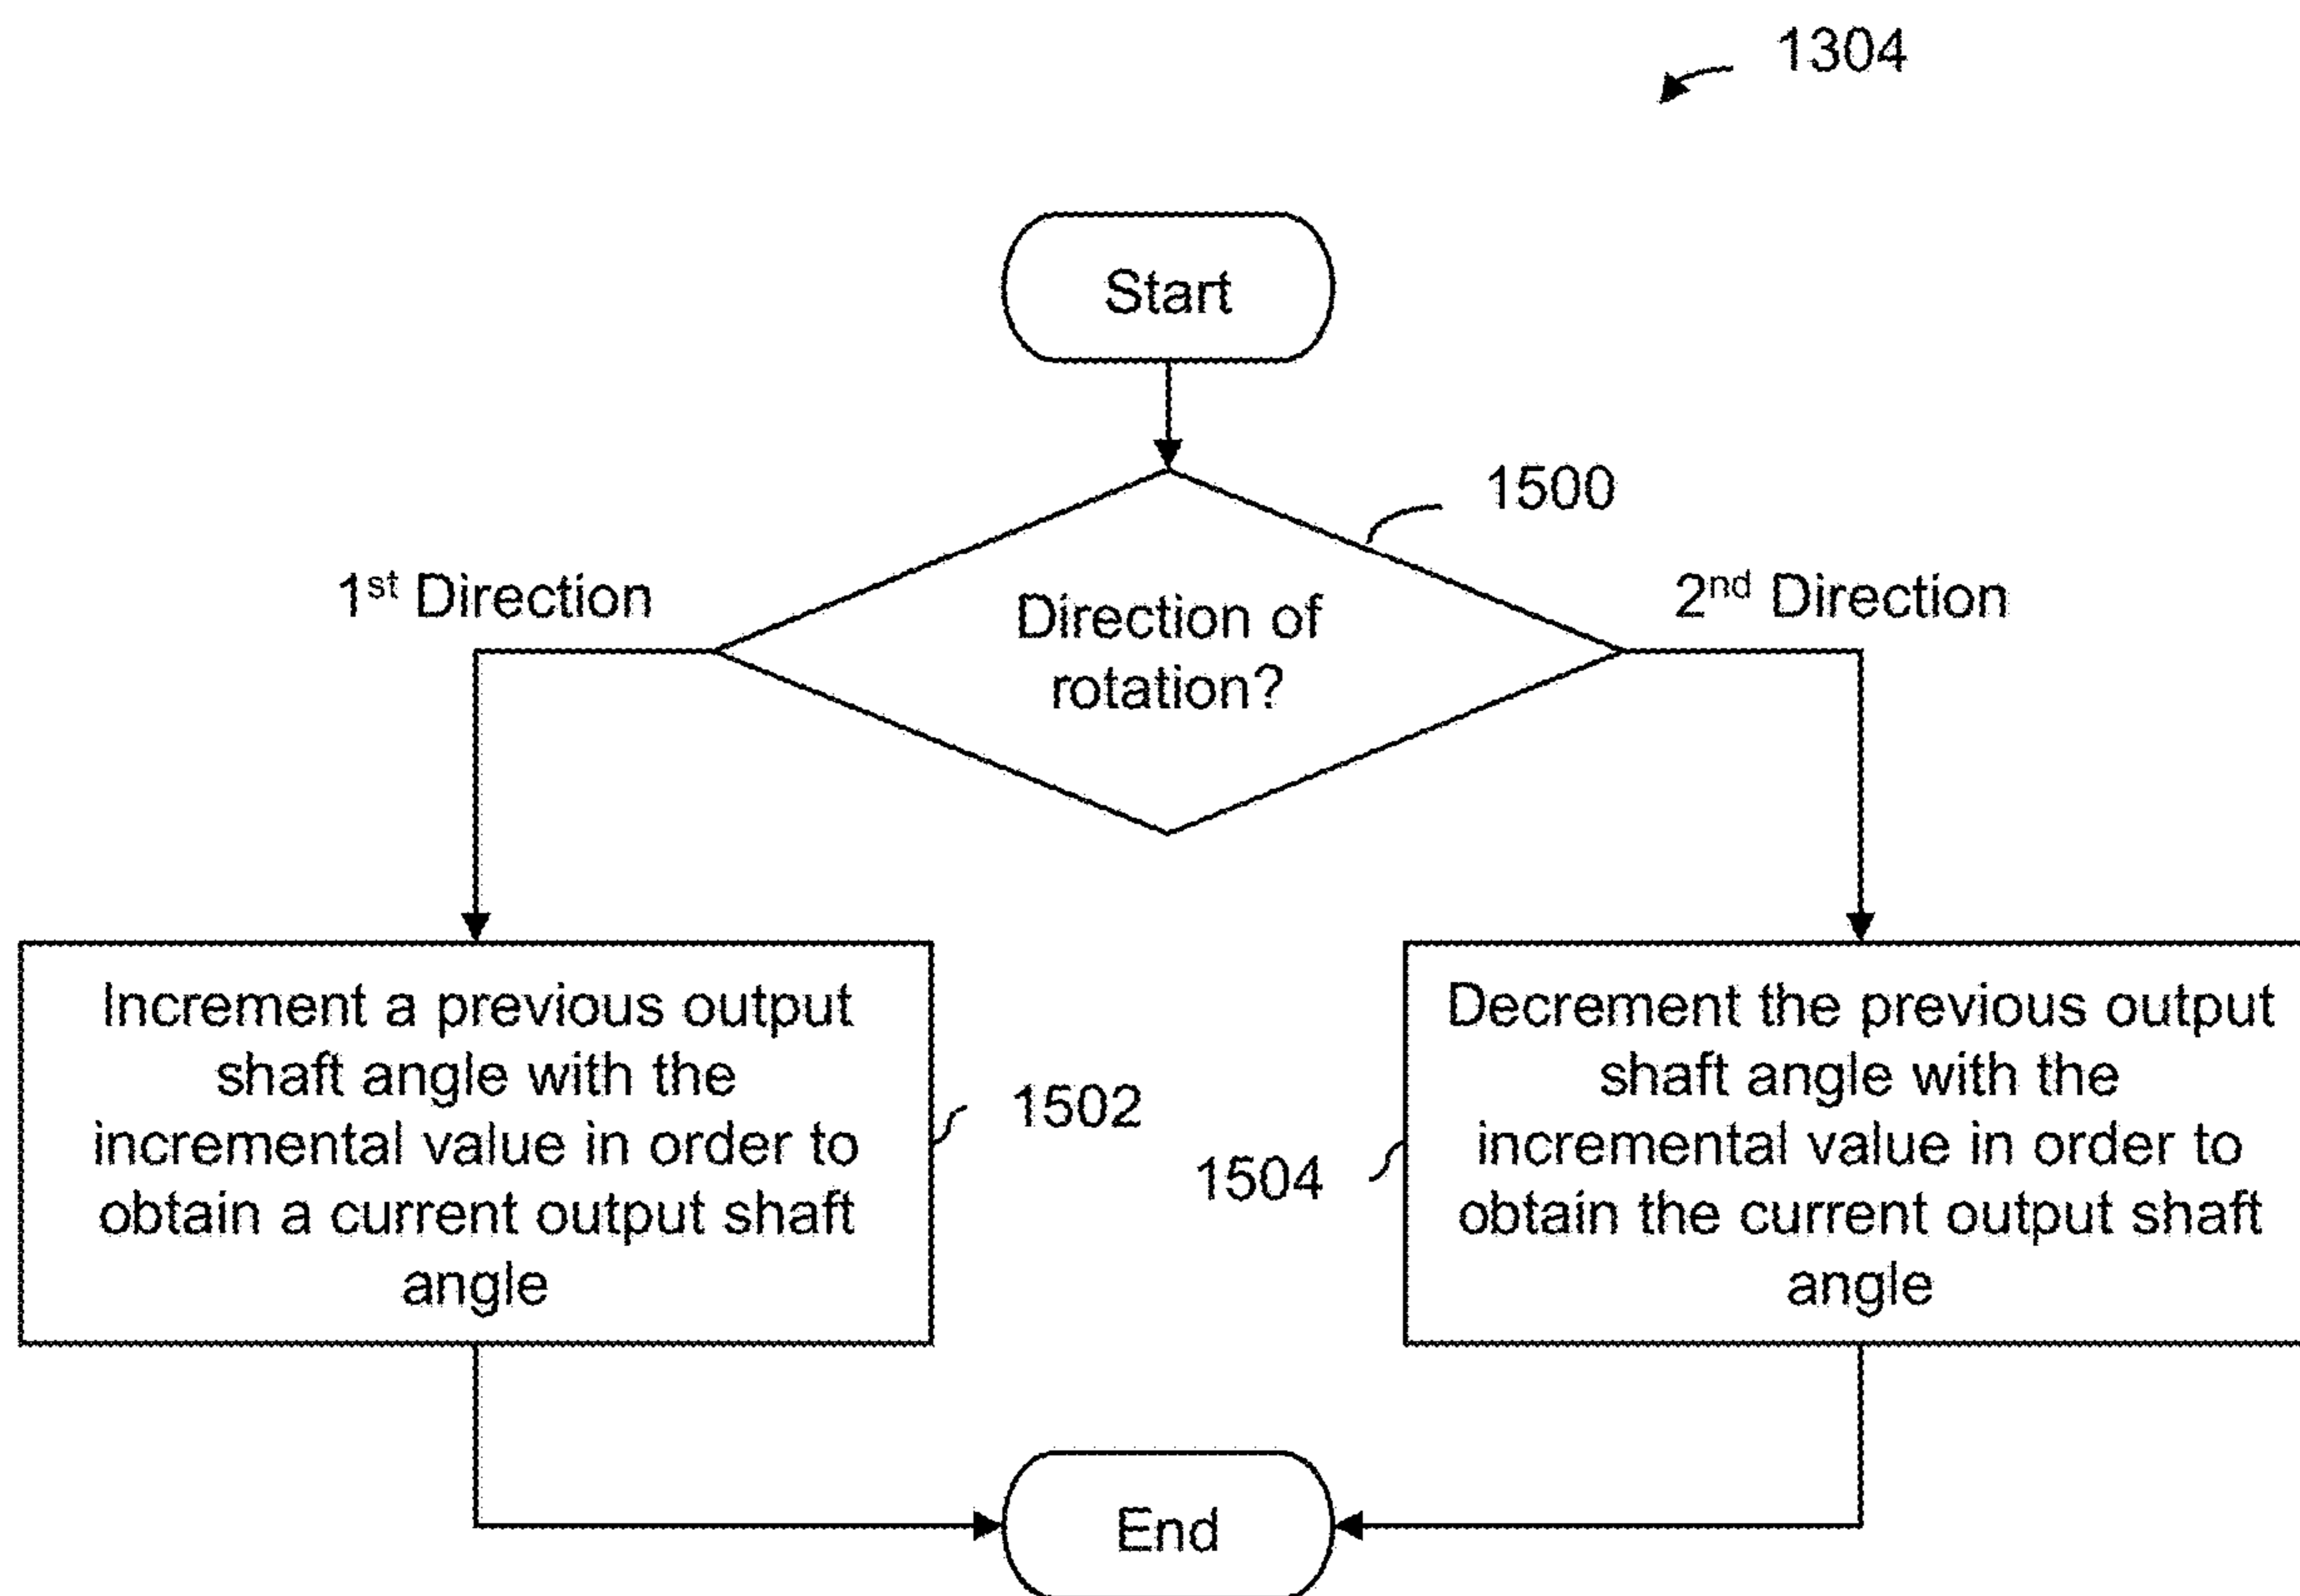 1304
Start
1500
1st Direction
2nd Direction
Direction of
rotation?
Increment a previous output
shaft angle with the
incremental value in order to
obtain a current output shaft
angle
1502
Decrement the previous output
shaft angle with the
incremental value in order to
obtain the current output shaft
angle
1504
End